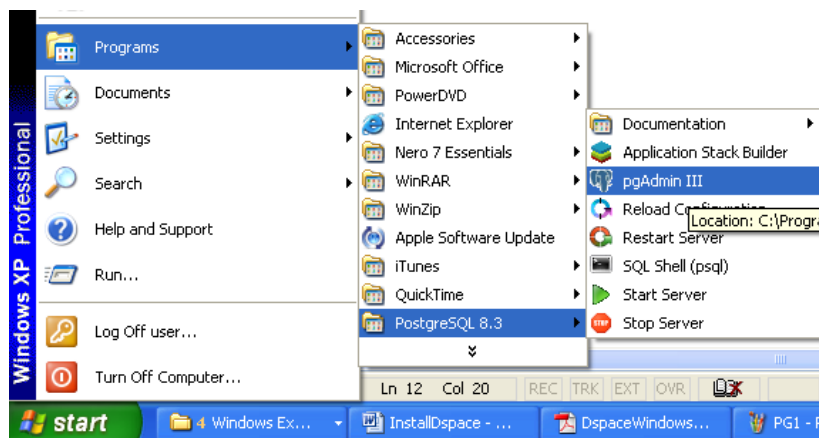 Programs
Documents
Settings
Search
Help and Support
Run...
Log Off user...
Turn Off Computer...
Windows XP Professional
Accessories
Microsoft Office
PowerDVD
Internet Explorer
Nero 7 Essentials
WinRAR
WinZip
Apple Software Update
iTunes
QuickTime
PostgreSQL 8.3
Documentation
Application Stack Builder
pgAdmin III
Reload
Location: C:\Progra
Restart Server
SQL Shell (psql)
Start Server
Stop Server
Ln 12 Col 20 REC TRK EXT OVR
start
4 Windows Ex...
InstallDspace - ...
DspaceWindows...
PG1 - P